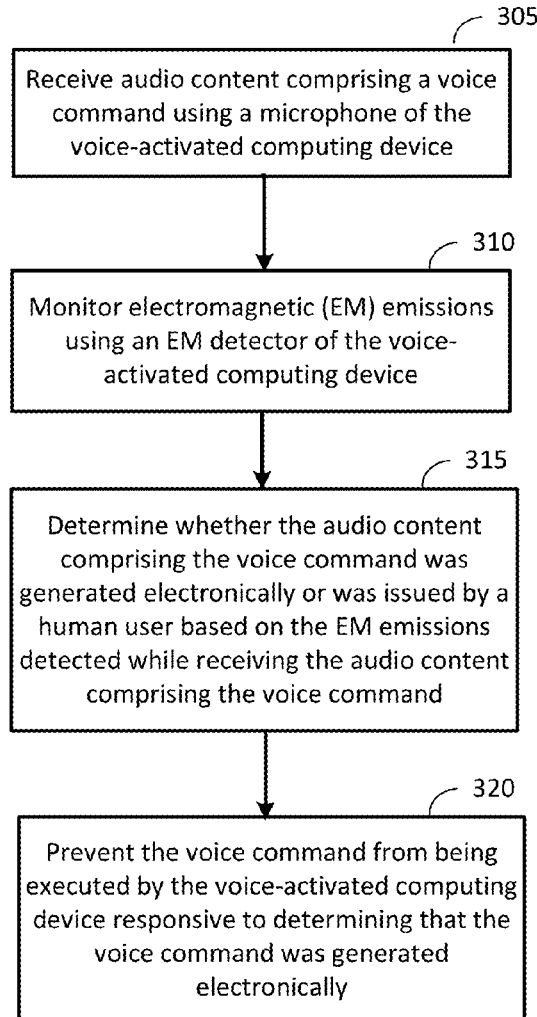 305
Receive audio content comprising a voice
command using a microphone of the
voice-activated computing device
310
Monitor electromagnetic (EM) emissions
using an EM detector of the voice-
activated computing device
315
Determine whether the audio content
comprising the voice command was
generated electronically or was issued by a
human user based on the EM emissions
detected while receiving the audio content
comprising the voice command
320
Prevent the voice command from being
executed by the voice-activated computing
device responsive to determining that the
voice command was generated
electronically